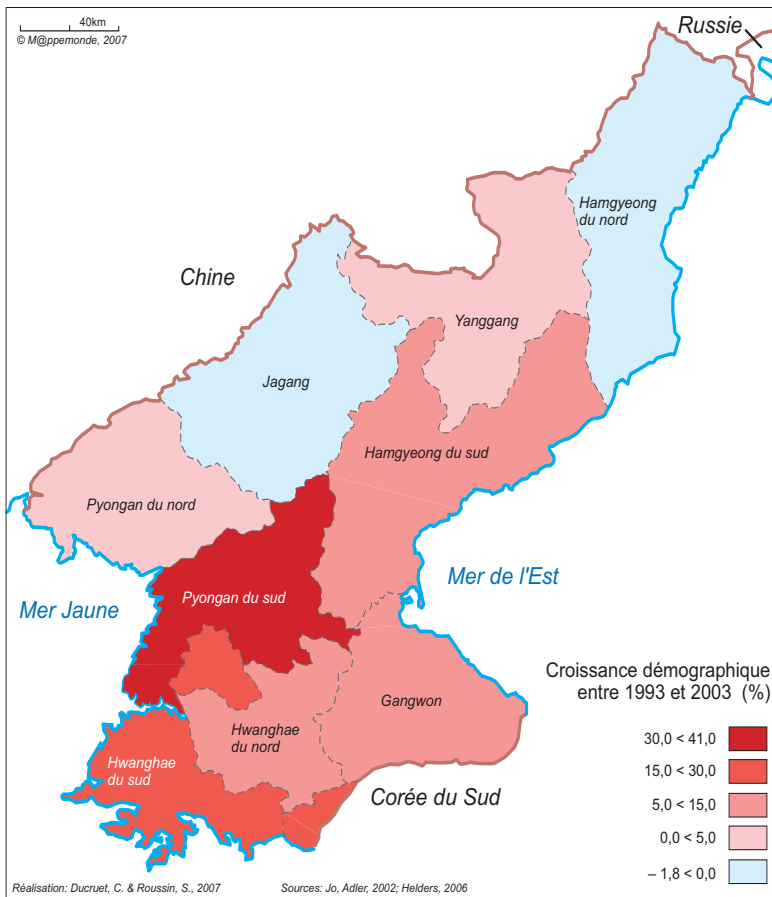 40km
© M@ppemonde, 2007
Russie
Hamgyeong
du nord
Chine
Yanggang
Jagang
Hamgyeong du sud
Pyongan du nord
Mer de l'Est
Mer Jaune
Pyongan du sud
Croissance démographique
entre 1993 et 2003 (%)
Gangwon
Hwanghae
du nord
30,0 < 41,0
Hwanghae
du sud
15,0 < 30,0
Corée du Sud
5,0 < 15,0
0,0 < 5,0
– 1,8 < 0,0
Réalisation: Ducruet, C. & Roussin, S., 2007
Sources: Jo, Adler, 2002; Helders, 2006